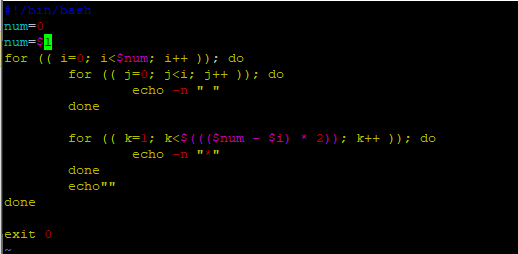 #!/bin/bash
num=0
num=$1
for (( i=0; i<$num; i++ )); do
        for (( j=0; j<i; j++ )); do
                echo -n " "
        done

        for (( k=1; k<$((($num - $i) * 2)); k++ )); do
                echo -n "*"
        done
        echo""
done

exit 0
~